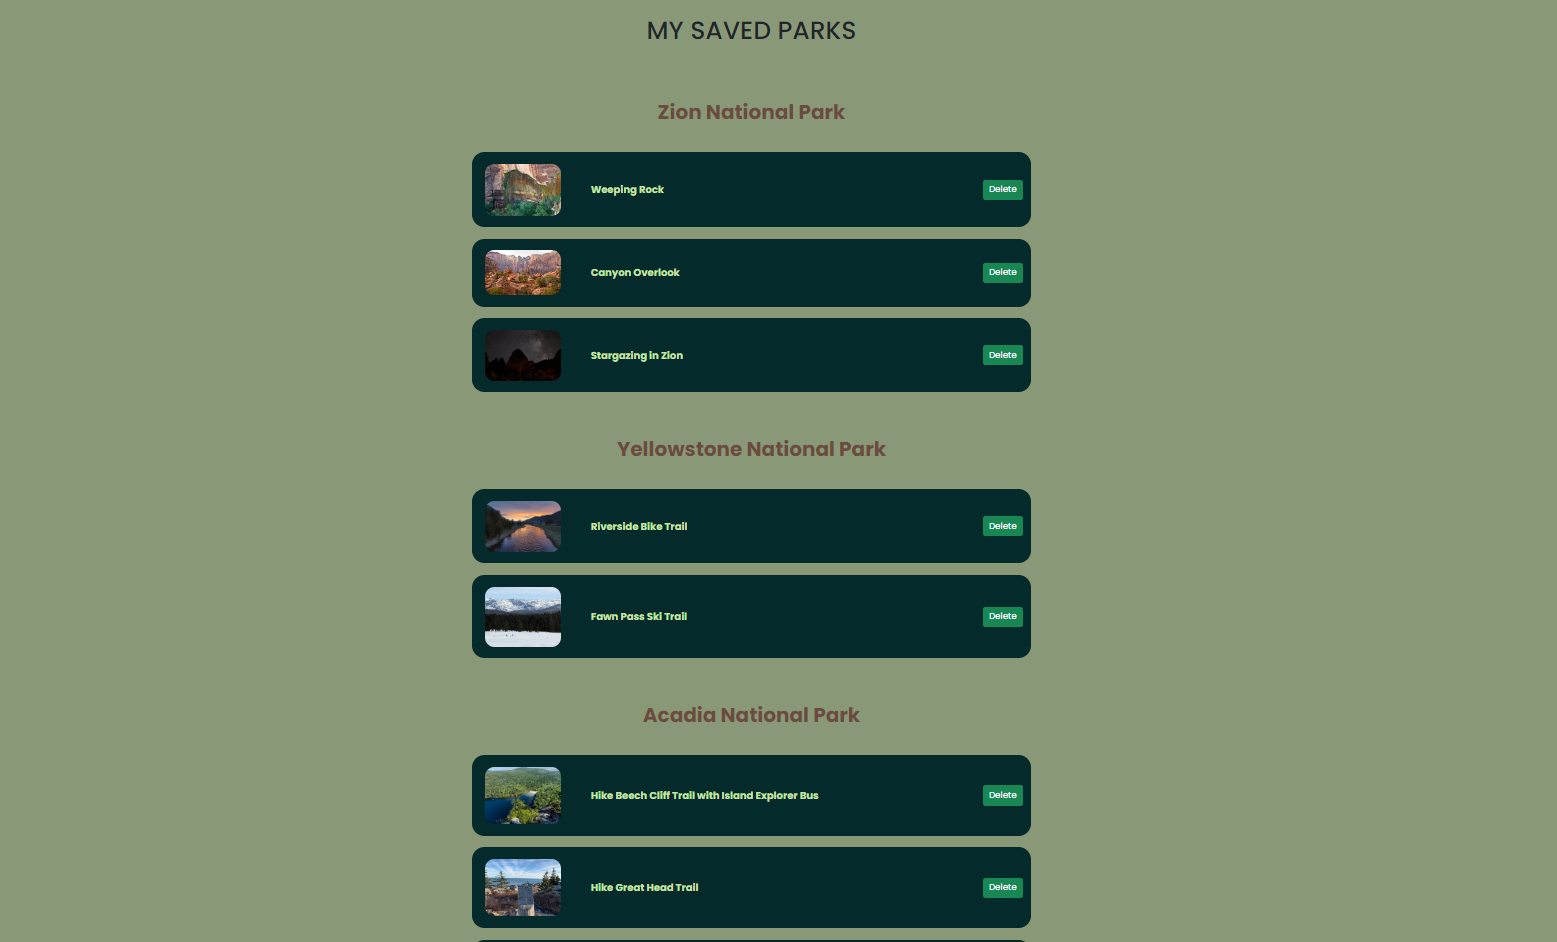 MY SAVED PARKS
Zion National Park
Weeping Rock
Delete
Canyon Overlook
Delete
Stargazing in Zion
Delete
Yellowstone National Park
Riverside Bike Trail
Delete
Fawn Pass Ski Trail
Delete
Acadia National Park
Hike Beech Cliff Trail with Island Explorer Bus
Delete
Hike Great Head Trail
Delete